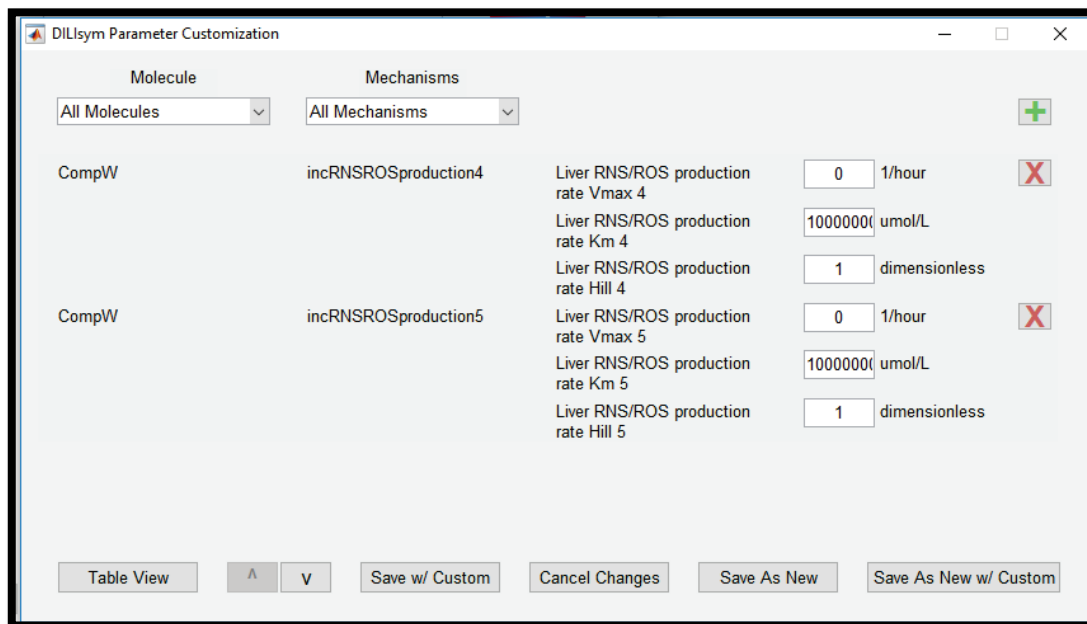 DILIsym Parameter Customization
Molecule Mechanisms
All Molecules All Mechanisms
CompW incRNSROSproduction4 Liver RNS/ROS production 0 1/hour X
rate Vmax 4
Liver RNS/ROS production 10000000 umol/L
rate Km 4
Liver RNS/ROS production 1 dimensionless
rate Hill 4
CompW incRNSROSproduction5 Liver RNS/ROS production 0 1/hour X
rate Vmax 5
Liver RNS/ROS production 10000000 umol/L
rate Km 5
Liver RNS/ROS production 1 dimensionless
rate Hill 5
Table View ^ v Save w/ Custom Cancel Changes Save As New Save As New w/ Custom